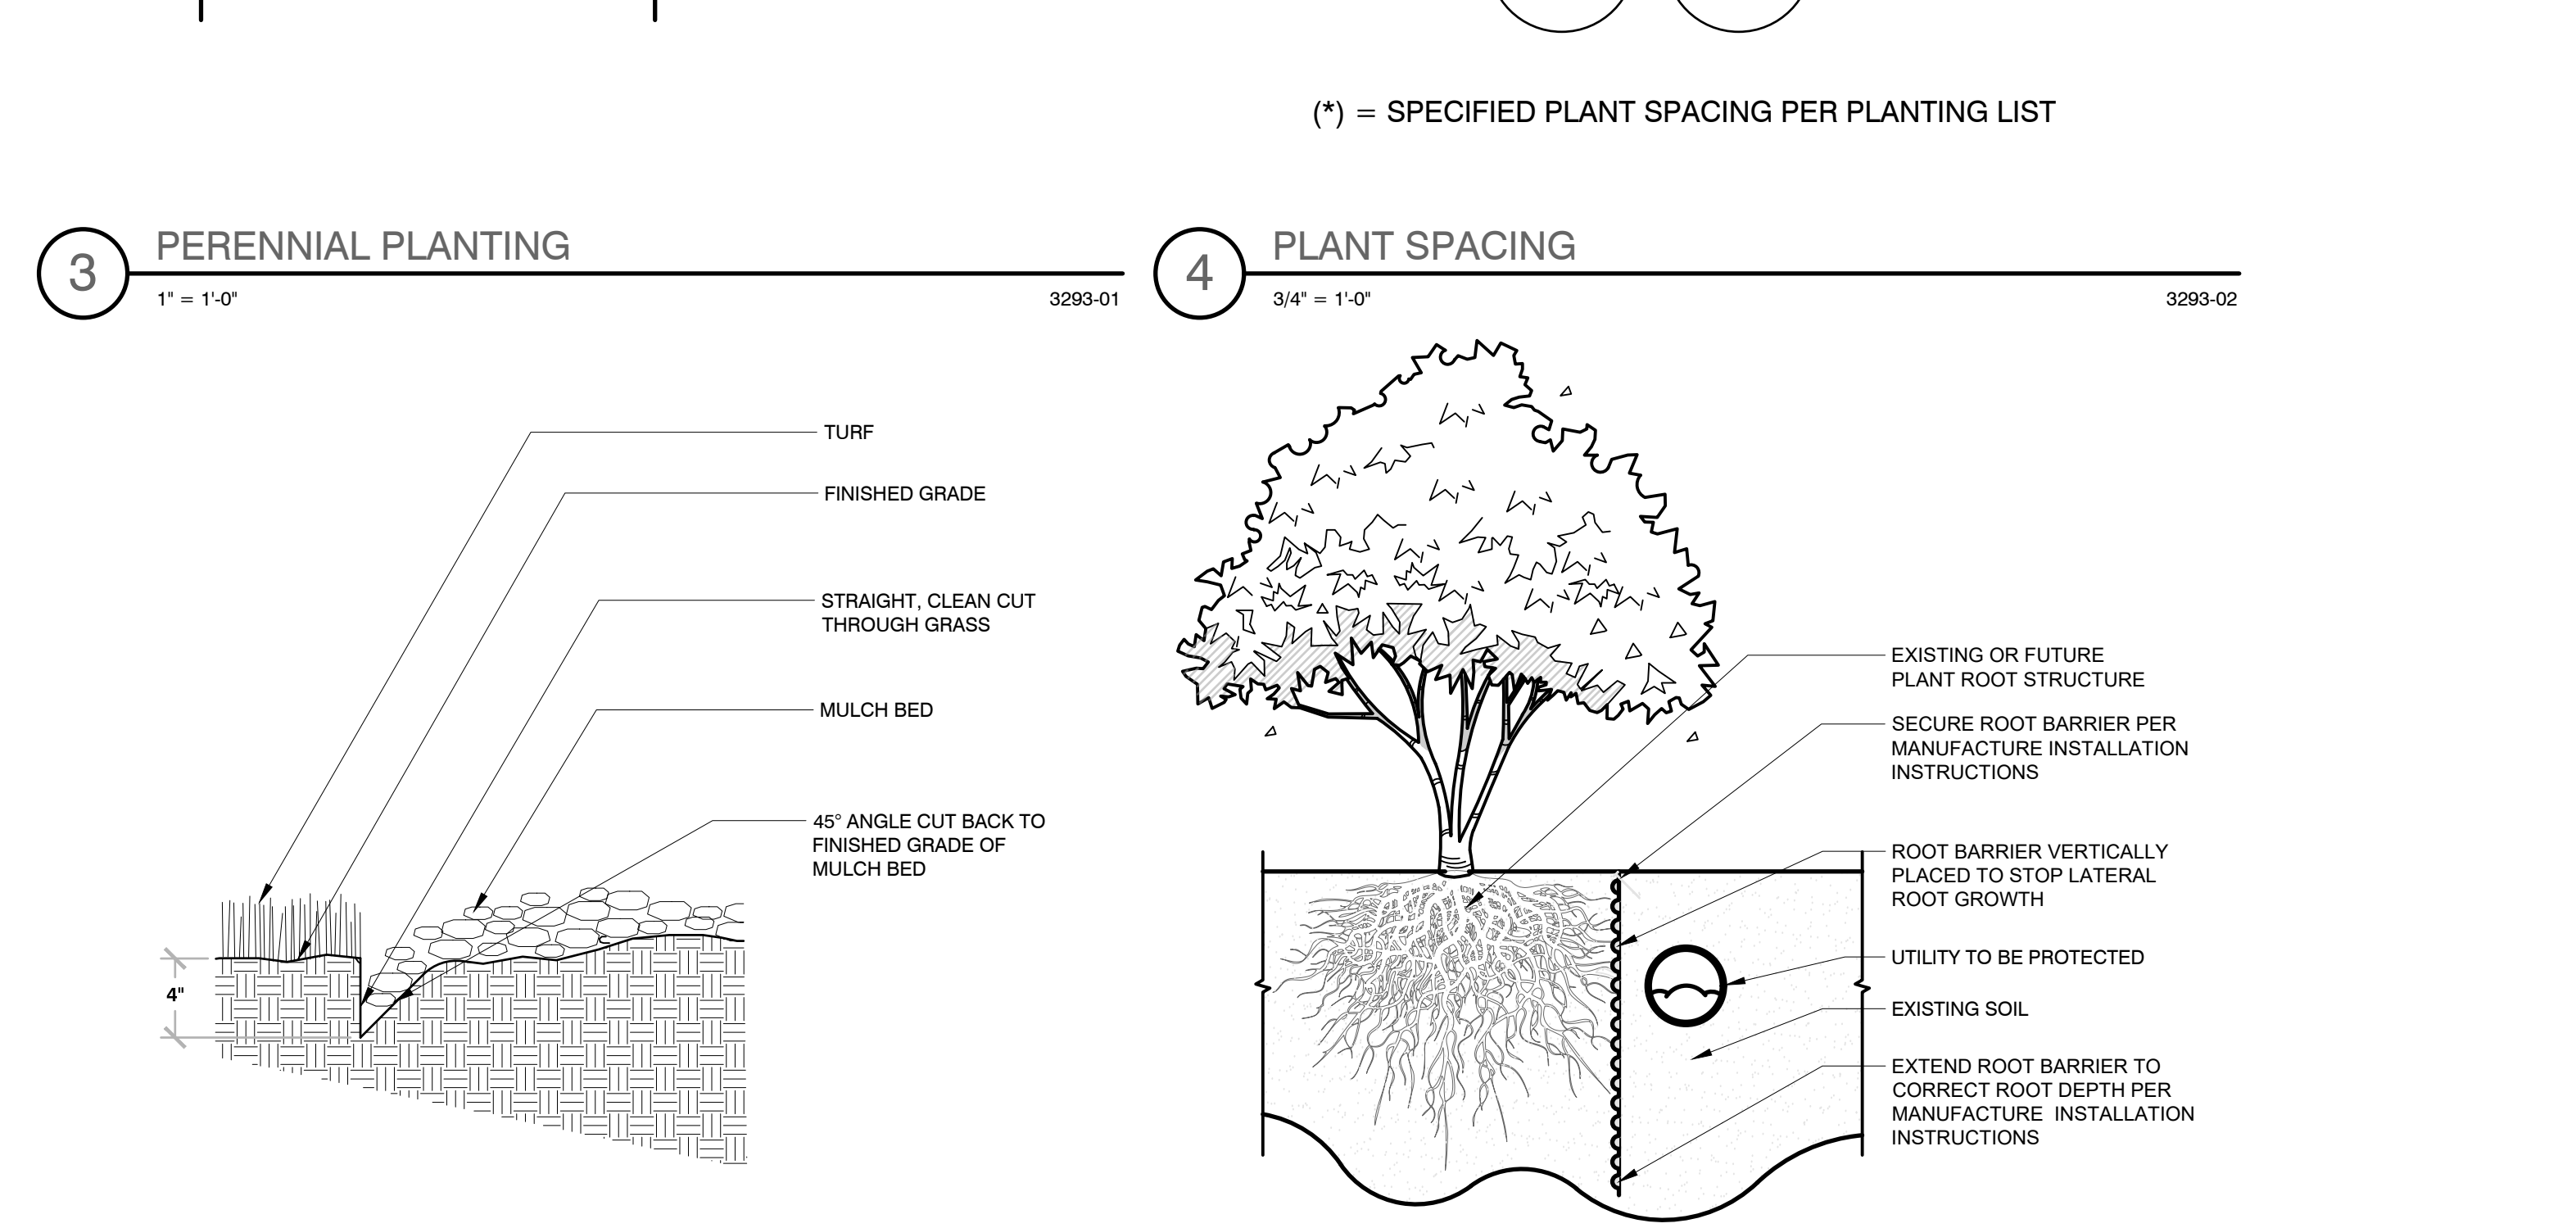 (*) = SPECIFIED PLANT SPACING PER PLANTING LIST
3
PERENNIAL PLANTING
1" = 1'-0"
3293-01
4
PLANT SPACING
3/4" = 1'-0"
3293-02
TURF
FINISHED GRADE
STRAIGHT, CLEAN CUT
THROUGH GRASS
MULCH BED
45° ANGLE CUT BACK TO
FINISHED GRADE OF
MULCH BED
4"
EXISTING OR FUTURE
PLANT ROOT STRUCTURE
SECURE ROOT BARRIER PER
MANUFACTURE INSTALLATION
INSTRUCTIONS
ROOT BARRIER VERTICALLY
PLACED TO STOP LATERAL
ROOT GROWTH
UTILITY TO BE PROTECTED
EXISTING SOIL
EXTEND ROOT BARRIER TO
CORRECT ROOT DEPTH PER
MANUFACTURE INSTALLATION
INSTRUCTIONS